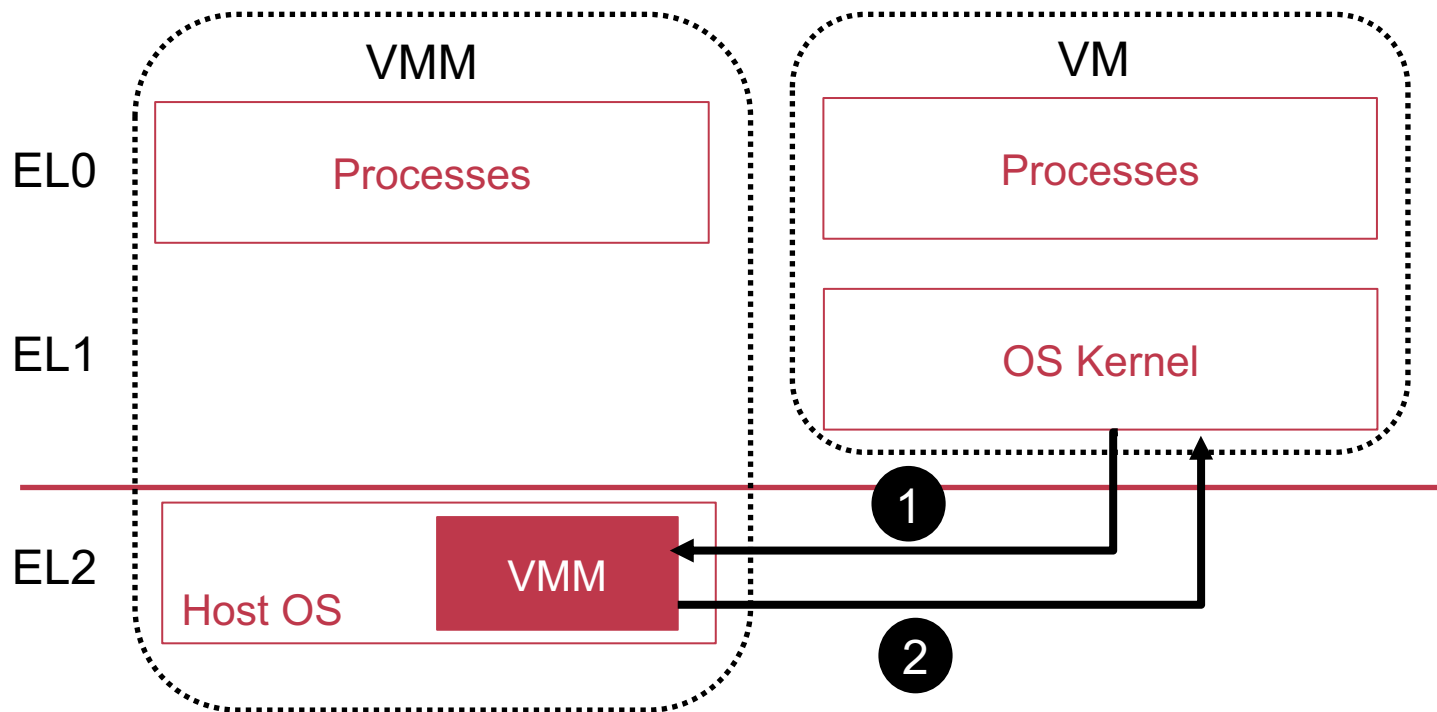 VMM
VM
EL0
Processes
Processes
EL1
OS Kernel
1
EL2
VMM
Host OS
2